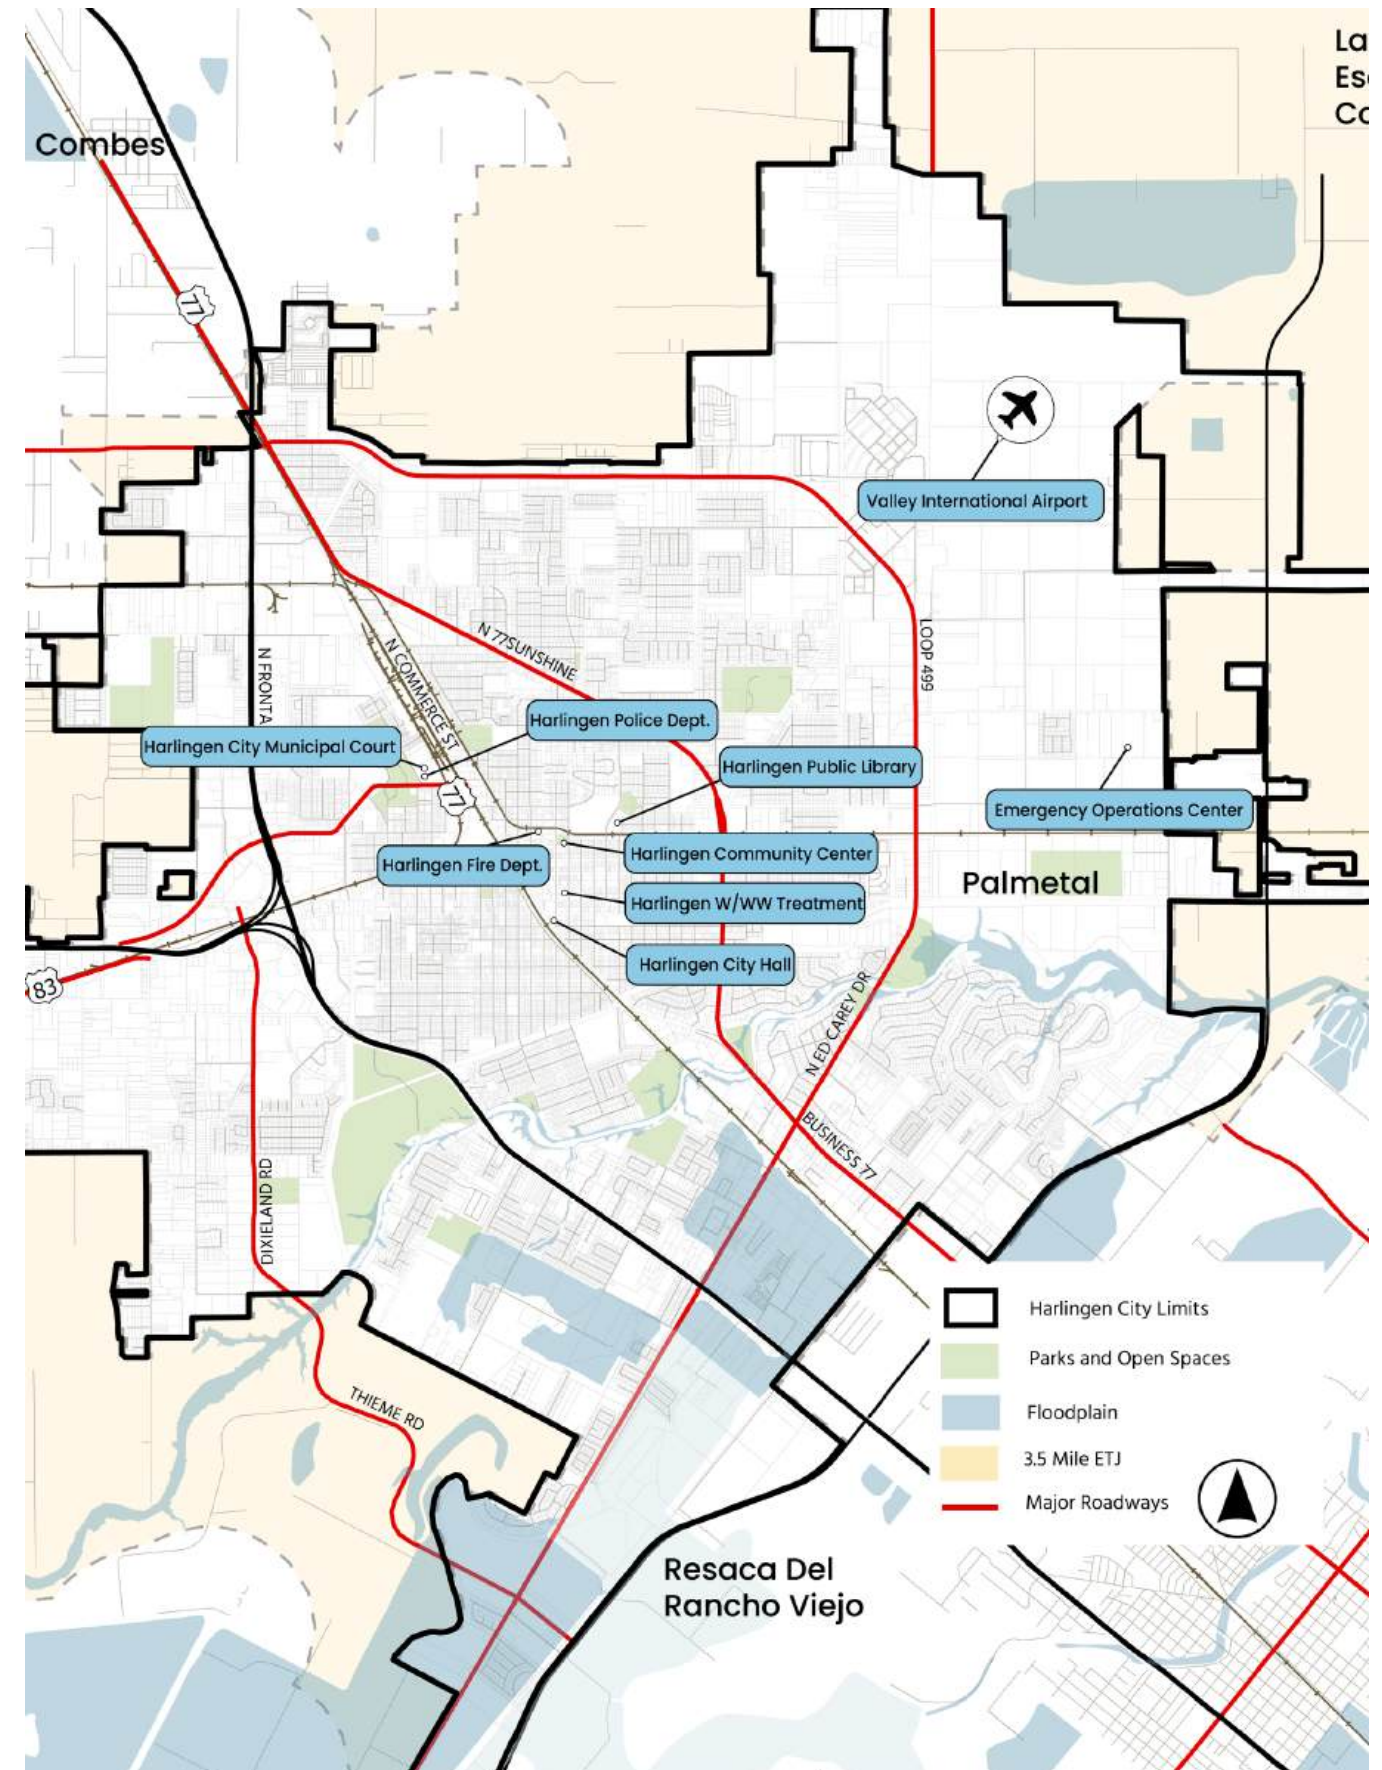 La
Es
Co
Combes
77
Valley International Airport
LOOP 499
N 77SUNSHINE
N COMMERCE ST
N FRONTA
Harlingen Police Dept.
Harlingen City Municipal Court
Harlingen Public Library
77
Emergency Operations Center
Harlingen Community Center
Harlingen Fire Dept.
Palmetal
Harlingen W/WW Treatment
Harlingen City Hall
83
N ED CAREY DR
BUSINESS 77
DIXIELAND RD
THIEME RD
Harlingen City Limits
Parks and Open Spaces
Floodplain
3.5 Mile ETJ
Major Roadways
Resaca Del
Rancho Viejo